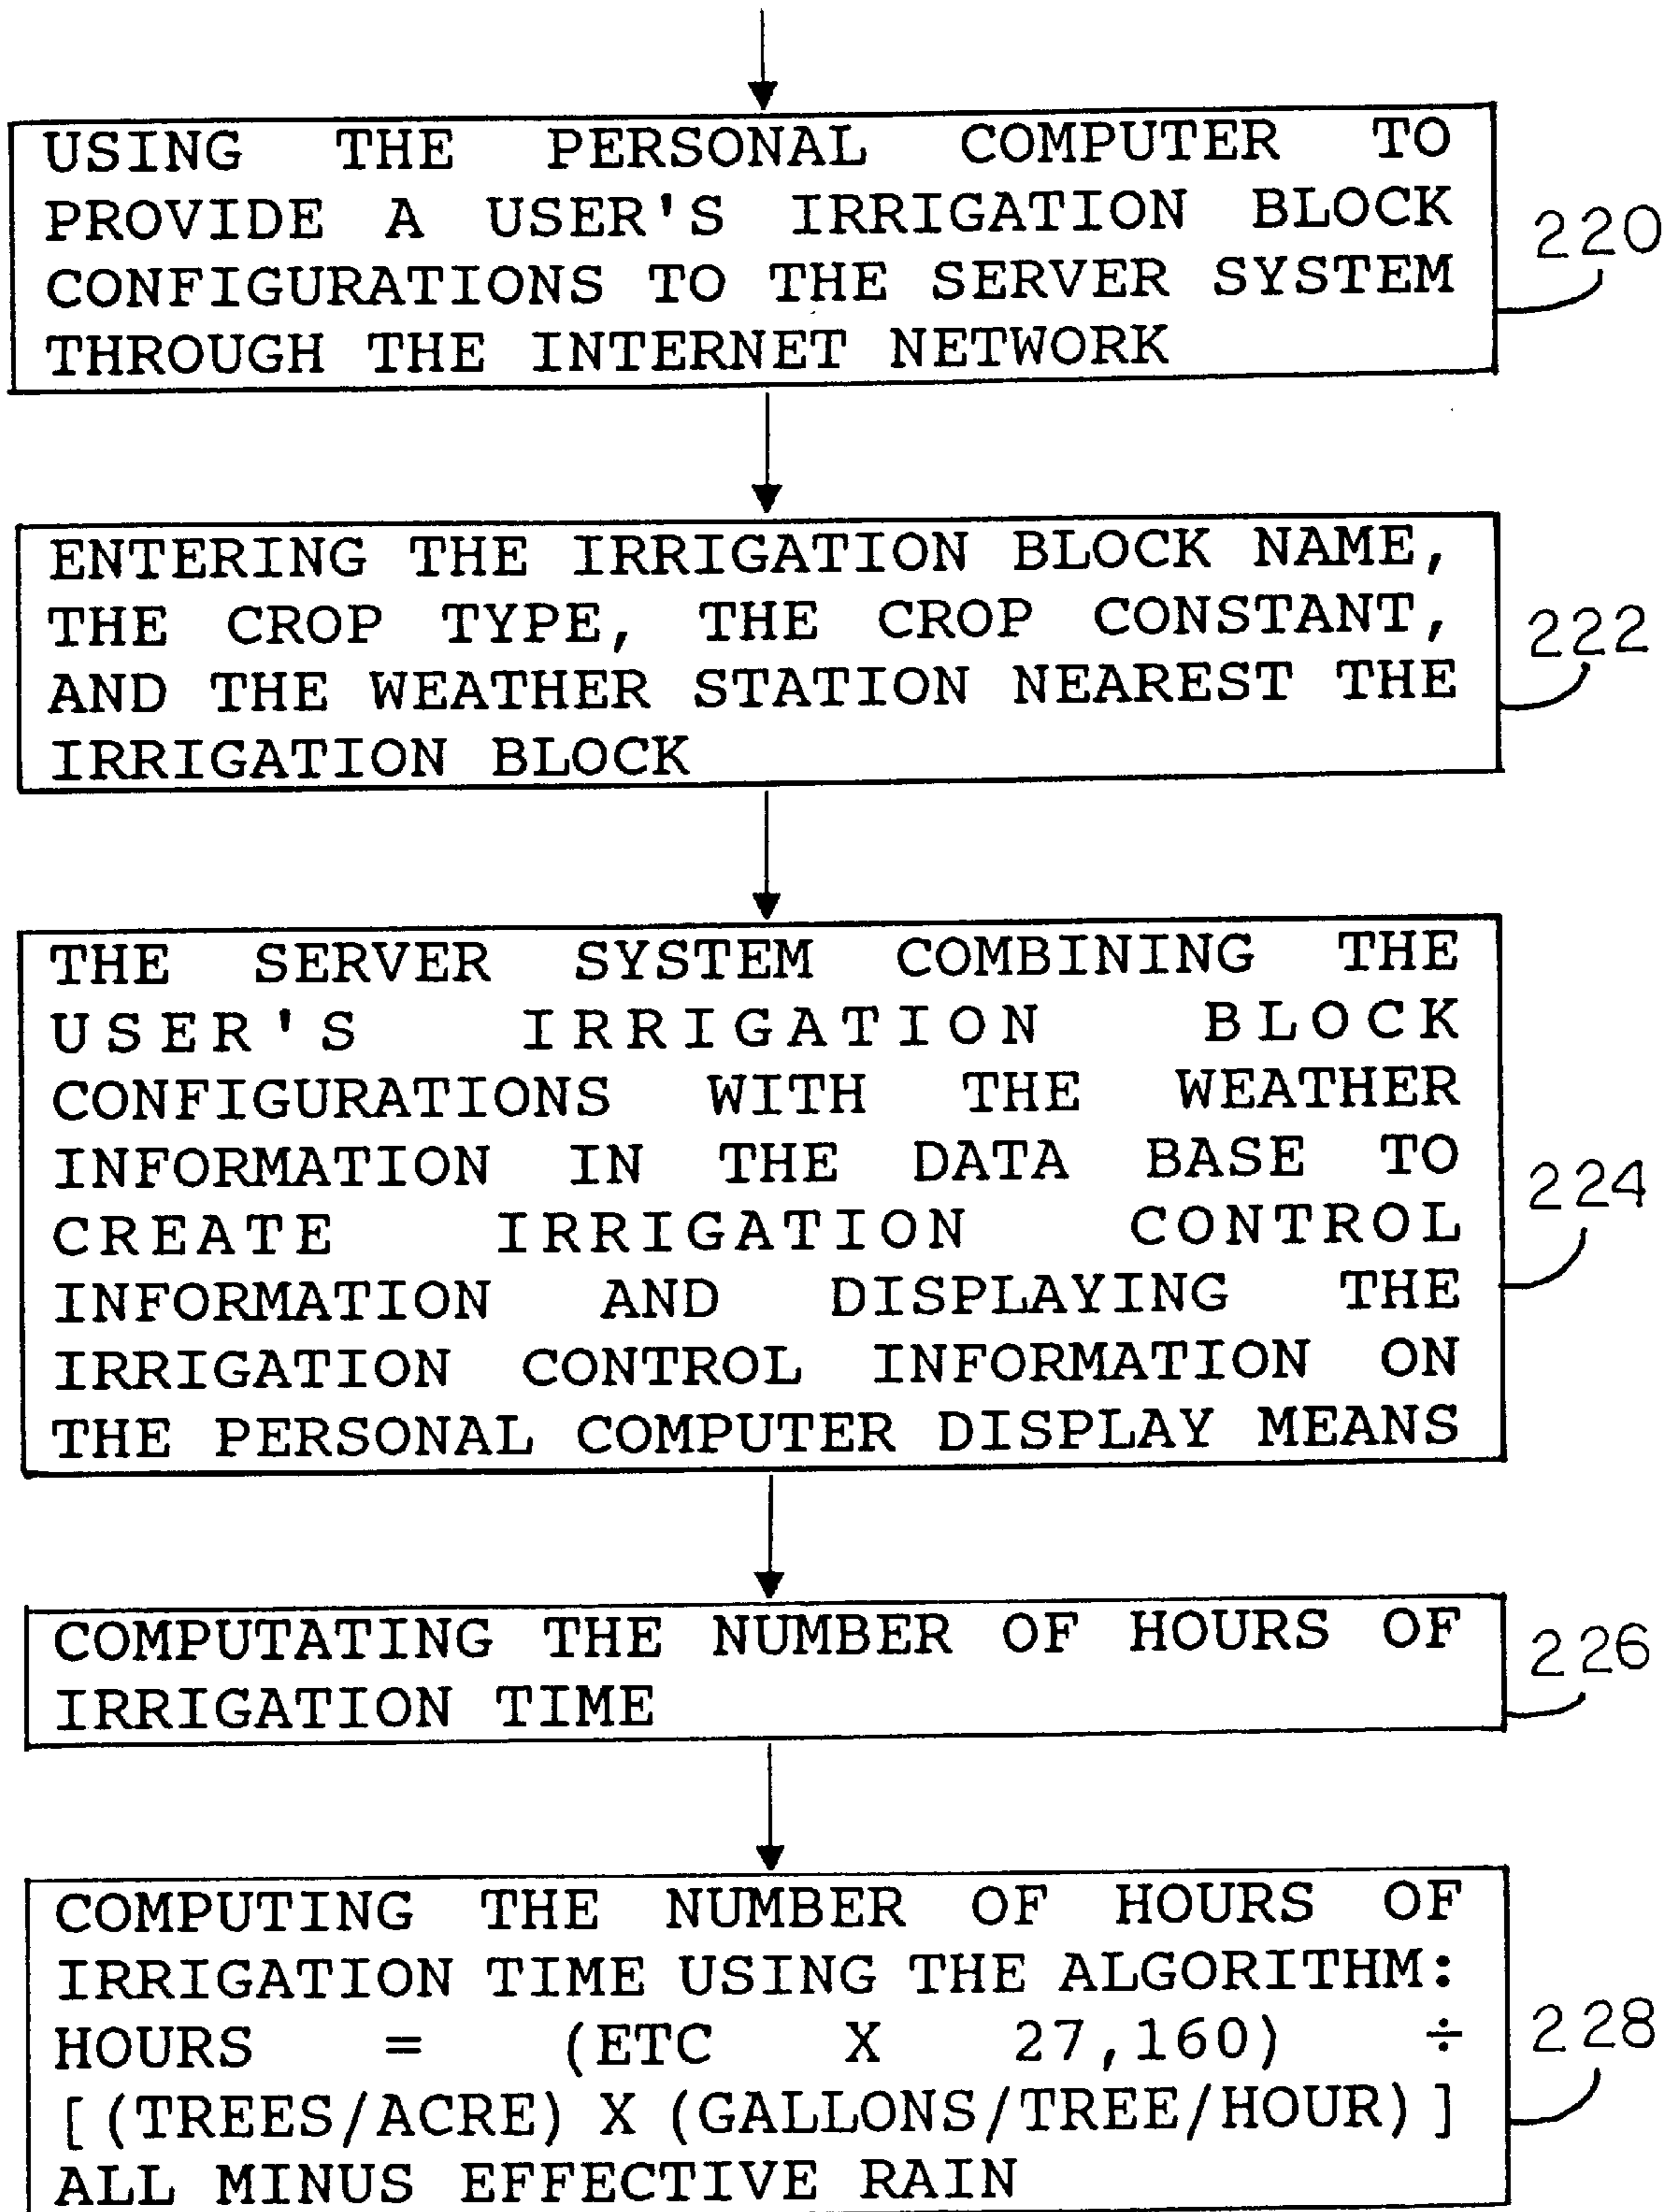 USING THE PERSONAL COMPUTER TO
PROVIDE A USER'S IRRIGATION BLOCK
CONFIGURATIONS TO THE SERVER SYSTEM
THROUGH THE INTERNET NETWORK
220
ENTERING THE IRRIGATION BLOCK NAME,
THE CROP TYPE, THE CROP CONSTANT,
AND THE WEATHER STATION NEAREST THE
IRRIGATION BLOCK
222
THE SERVER SYSTEM COMBINING THE
USER'S IRRIGATION BLOCK
CONFIGURATIONS WITH THE WEATHER
INFORMATION IN THE DATA BASE TO
CREATE IRRIGATION CONTROL
INFORMATION AND DISPLAYING THE
IRRIGATION CONTROL INFORMATION ON
THE PERSONAL COMPUTER DISPLAY MEANS
224
COMPUTATING THE NUMBER OF HOURS OF
IRRIGATION TIME
226
COMPUTING THE NUMBER OF HOURS OF
IRRIGATION TIME USING THE ALGORITHM:
HOURS = (ETC X 27,160) ÷
[(TREES/ACRE) X (GALLONS/TREE/HOUR)]
ALL MINUS EFFECTIVE RAIN
228